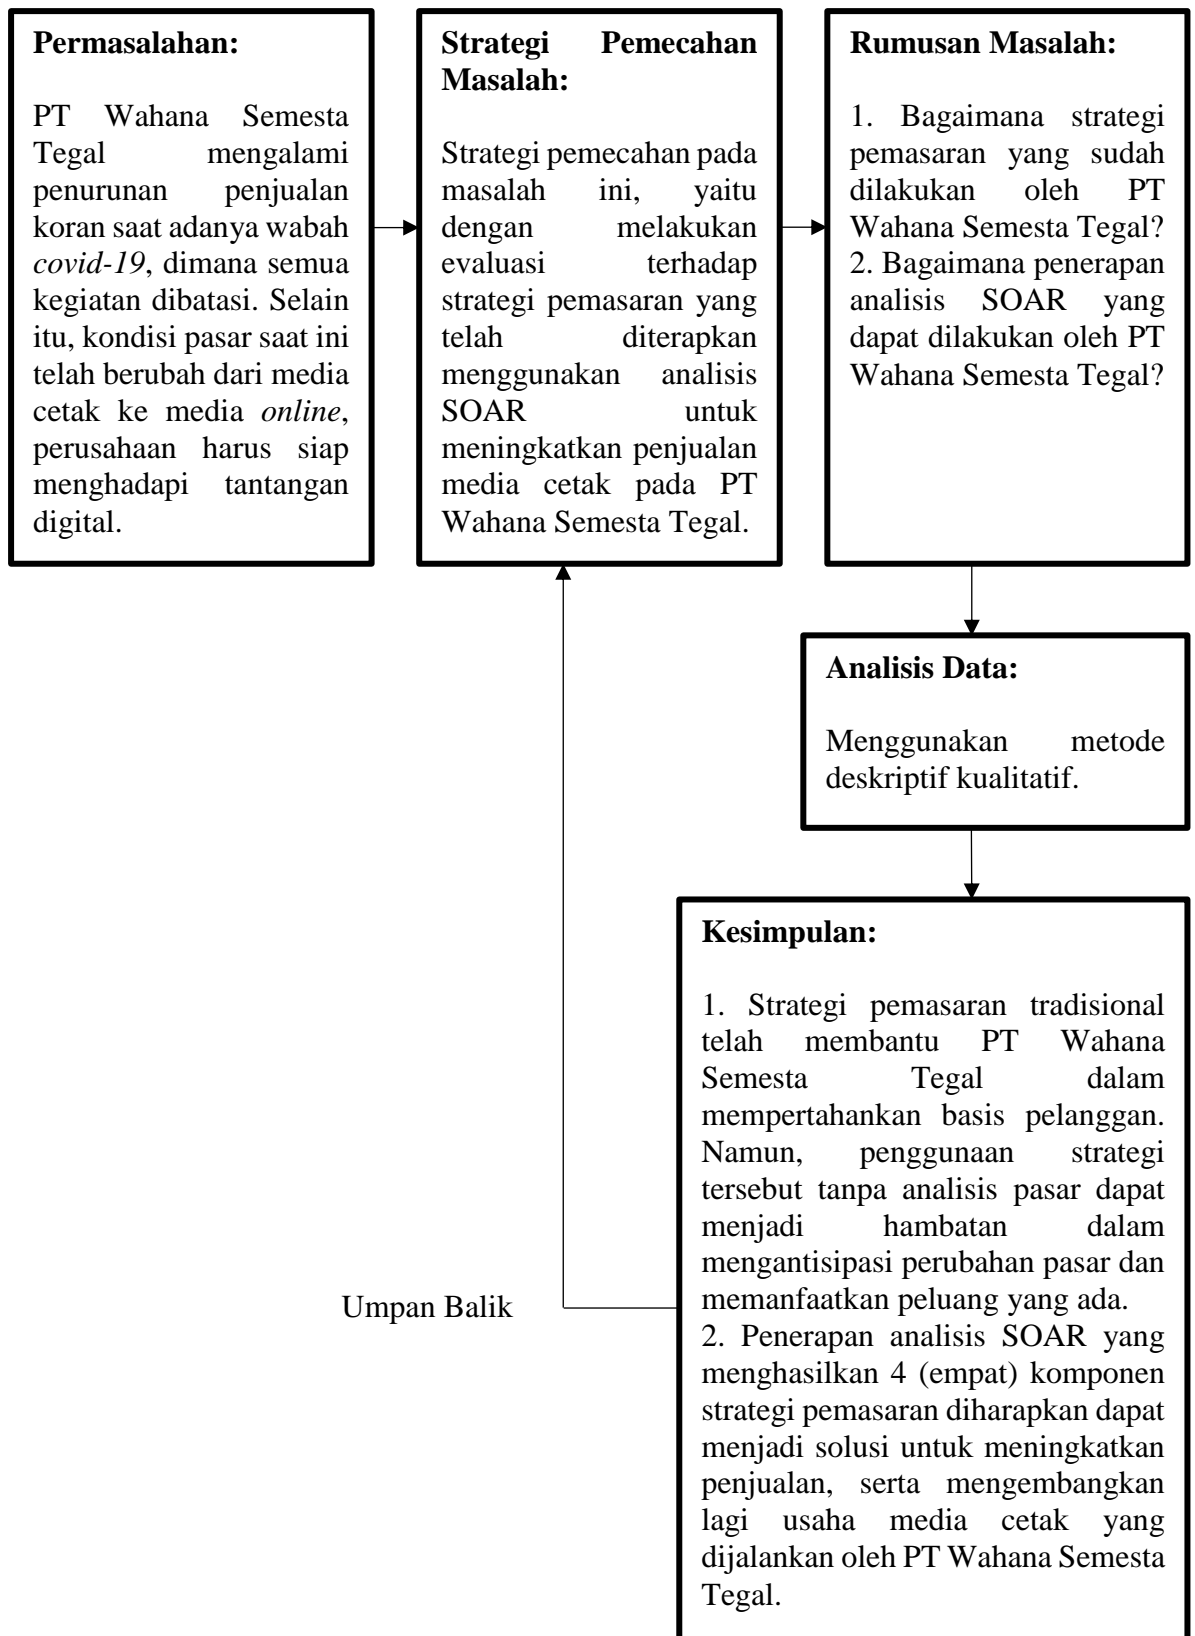 Permasalahan:
PT Wahana Semesta
Tegal mengalami
penurunan penjualan
koran saat adanya wabah
covid-19, dimana semua
kegiatan dibatasi. Selain
itu, kondisi pasar saat ini
telah berubah dari media
cetak ke media online,
perusahaan harus siap
menghadapi tantangan
digital.
Strategi Pemecahan
Masalah:
Strategi pemecahan pada
masalah ini, yaitu
dengan melakukan
evaluasi terhadap
strategi pemasaran yang
telah diterapkan
menggunakan analisis
SOAR untuk
meningkatkan penjualan
media cetak pada PT
Wahana Semesta Tegal.
Rumusan Masalah:
1. Bagaimana strategi
pemasaran yang sudah
dilakukan oleh PT
Wahana Semesta Tegal?
2. Bagaimana penerapan
analisis SOAR yang
dapat dilakukan oleh PT
Wahana Semesta Tegal?
Analisis Data:
Menggunakan metode
deskriptif kualitatif.
Kesimpulan:
1. Strategi pemasaran tradisional
telah membantu PT Wahana
Semesta Tegal dalam
mempertahankan basis pelanggan.
Namun, penggunaan strategi
tersebut tanpa analisis pasar dapat
menjadi hambatan dalam
mengantisipasi perubahan pasar dan
memanfaatkan peluang yang ada.
2. Penerapan analisis SOAR yang
menghasilkan 4 (empat) komponen
strategi pemasaran diharapkan dapat
menjadi solusi untuk meningkatkan
penjualan, serta mengembangkan
lagi usaha media cetak yang
dijalankan oleh PT Wahana Semesta
Tegal.
Umpan Balik